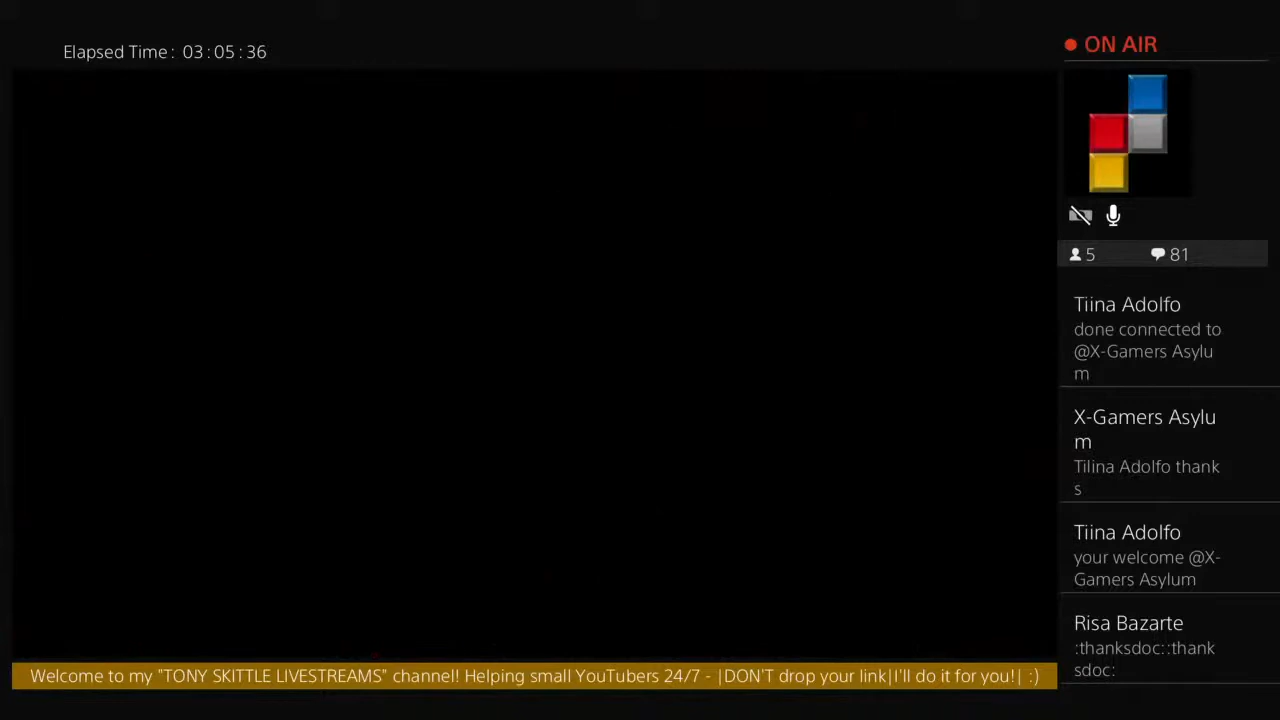 Elapsed Time: 03:05:36
ON AIR
5 81
Tiina Adolfo
done connected to
@X-Gamers Asylu
m
X-Gamers Asylu
m
Tilina Adolfo thank
s
Tiina Adolfo
your welcome @X-
Gamers Asylum
Risa Bazarte
:thanksdoc::thank
sdoc:
Welcome to my "TONY SKITTLE LIVESTREAMS" channel! Helping small YouTubers 24/7 - |DON'T drop your link|I'll do it for you!| :)